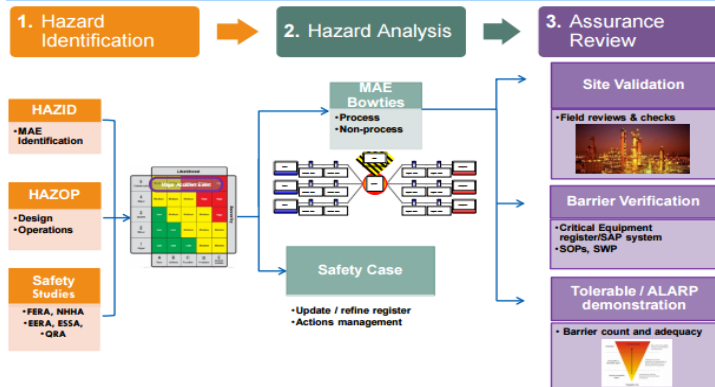 1. Hazard
Identification
2. Hazard Analysis
3. Assurance
Review
HAZID
•MAE
Identification
HAZOP
•Design
•Operations
Safety
Studies
•FERA, NHHA
•EERA, ESSA,
•QRA
Likelihood
Major Accident Event
Severity
MAE
Bowties
•Process
•Non-process
Safety Case
•Update / refine register
•Actions management
Site Validation
•Field reviews & checks
Barrier Verification
•Critical Equipment
register/SAP system
•SOPs, SWP
Tolerable / ALARP
demonstration
• Barrier count and adequacy